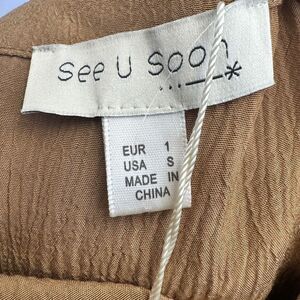 see u soon
...—*
EUR 1
USA S
MADE IN
CHINA